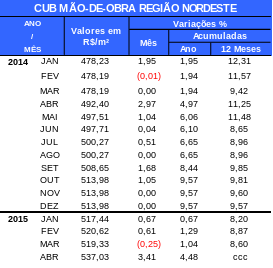 CUB MÃO-DE-OBRA REGIÃO NORDESTE
ANO / MÊS Valores em R$/m² Variações %
Mês Acumuladas
Ano 12 Meses
2014 JAN 478,23 1,95 1,95 12,31
FEV 478,19 (0,01) 1,94 11,57
MAR 478,19 0,00 1,94 9,42
ABR 492,40 2,97 4,97 11,25
MAI 497,51 1,04 6,06 11,48
JUN 497,71 0,04 6,10 8,65
JUL 500,27 0,51 6,65 8,96
AGO 500,27 0,00 6,65 8,96
SET 508,65 1,68 8,44 9,85
OUT 513,98 1,05 9,57 9,81
NOV 513,98 0,00 9,57 9,60
DEZ 513,98 0,00 9,57 9,57
2015 JAN 517,44 0,67 0,67 8,20
FEV 520,62 0,61 1,29 8,87
MAR 519,33 (0,25) 1,04 8,60
ABR 537,03 3,41 4,48 ccc